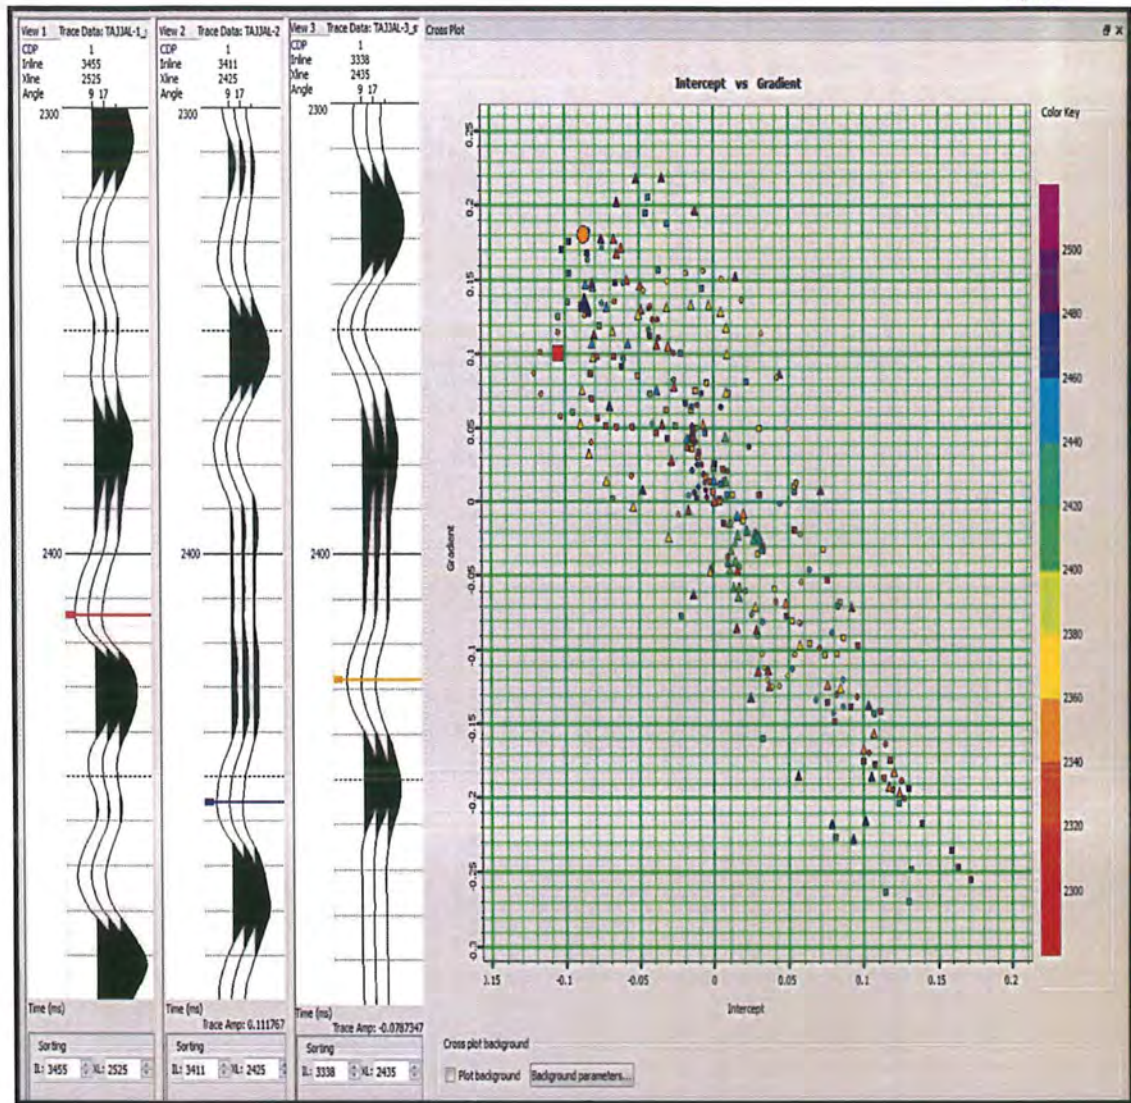 View 1 Trace Data: TAJJAL-1_s
CDP 1
Inline 3455
Xline 2525
Angle 9 17
2300
2400
Time (ms)
Sorting
IL: 3455 XL: 2525
View 2 Trace Data: TAJJAL-2
CDP 1
Inline 3411
Xline 2425
Angle 9 17
2300
2400
Time (ms)
Trace Amp: 0.111767
Sorting
IL: 3411 XL: 2425
View 3 Trace Data: TAJJAL-3_s
CDP 1
Inline 3338
Xline 2435
Angle 9 17
2300
2400
Time (ms)
Trace Amp: -0.0787347
Sorting
IL: 3338 XL: 2435
Cross Plot
Intercept vs Gradient
Gradient
0.25
0.2
0.15
0.1
0.05
0
-0.05
-0.1
-0.15
-0.2
-0.25
-0.3
.15 -0.1 -0.05 0 0.05 0.1 0.15 0.2
Intercept
Color Key
2500
2480
2460
2440
2420
2400
2380
2360
2340
2320
2300
Cross plot background
Plot background Background parameters...